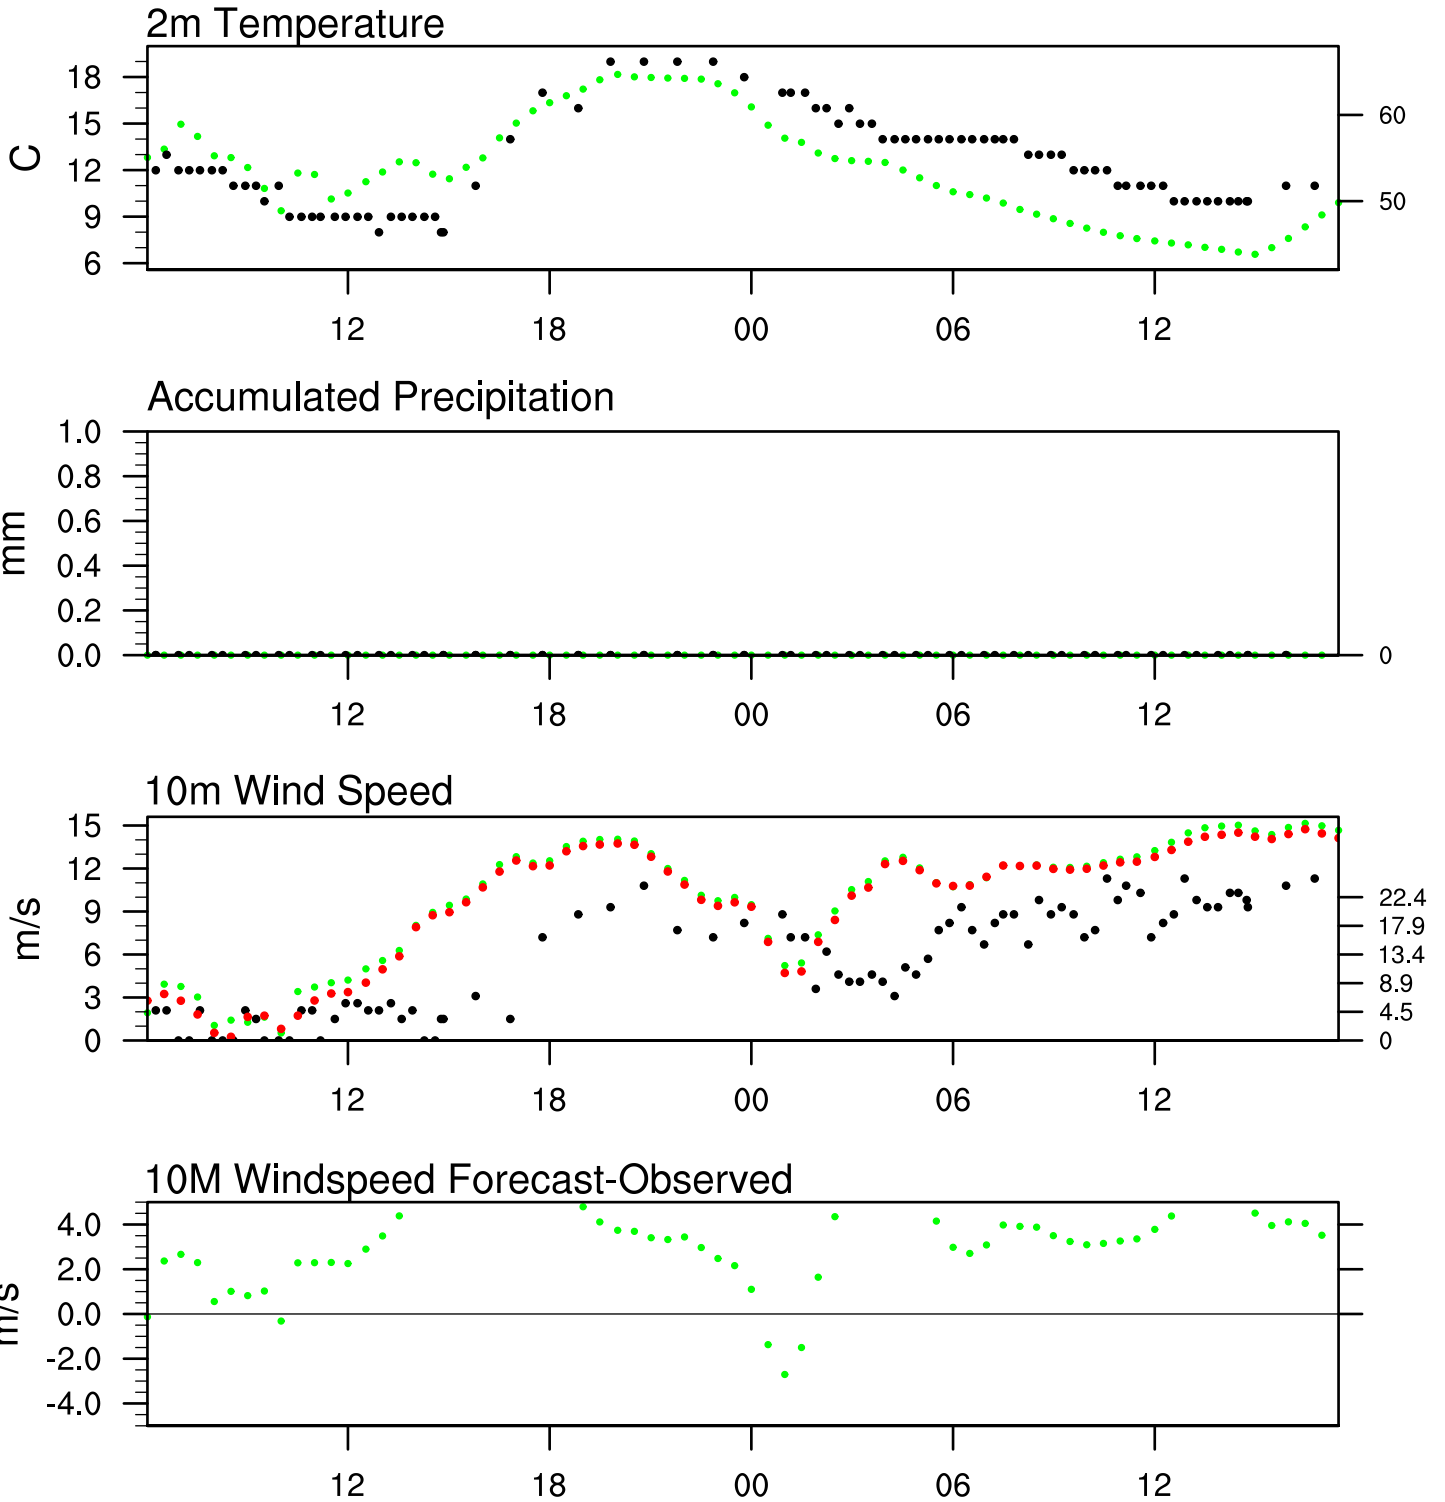 2m Temperature
18
15
12
9
6
C
60
50
12 18 00 06 12
Accumulated Precipitation
1.0
0.8
0.6
0.4
0.2
0.0
mm
0
12 18 00 06 12
10m Wind Speed
15
12
9
6
3
0
m/s
22.4
17.9
13.4
8.9
4.5
0
12 18 00 06 12
10M Windspeed Forecast-Observed
4.0
2.0
0.0
-2.0
-4.0
m/s
12 18 00 06 12